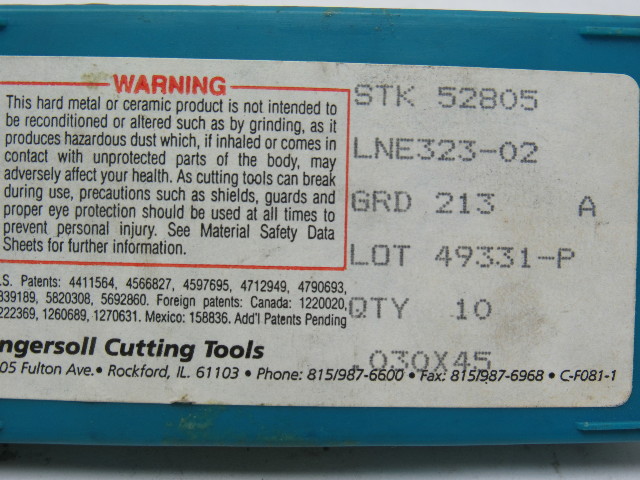 WARNING
This hard metal or ceramic product is not intended to
be reconditioned or altered such as by grinding, as it
produces hazardous dust which, if inhaled or comes in
contact with unprotected parts of the body, may
adversely affect your health. As cutting tools can break
during use, precautions such as shields, guards and
proper eye protection should be used at all times to
prevent personal injury. See Material Safety Data
Sheets for further information.
.S. Patents: 4411564, 4566827, 4597695, 4712949, 4790693,
839189, 5820308, 5692860. Foreign patents: Canada: 1220020,
222369, 1260689, 1270631. Mexico: 158836. Add'l Patents Pending
ngersoll Cutting Tools
05 Fulton Ave.• Rockford, IL. 61103 • Phone: 815/987-6600 • Fax: 815/987-6968 • C-F081-1
STK 52805
LNE323-02
GRD 213 A
LOT 49331-P
QTY 10
.030X45